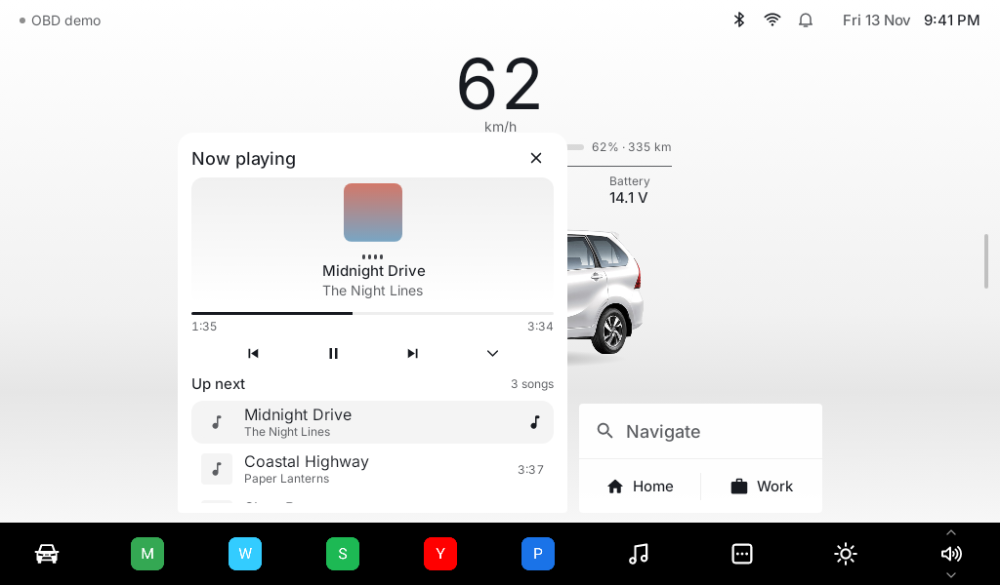 OBD demo
Fri 13 Nov 9:41 PM
62
km/h
62% · 335 km
Battery
14.1 V
Now playing
Midnight Drive
The Night Lines
1:35
3:34
Up next
3 songs
Midnight Drive
The Night Lines
Coastal Highway
Paper Lanterns
3:37
Navigate
Home
Work
M
W
S
Y
P